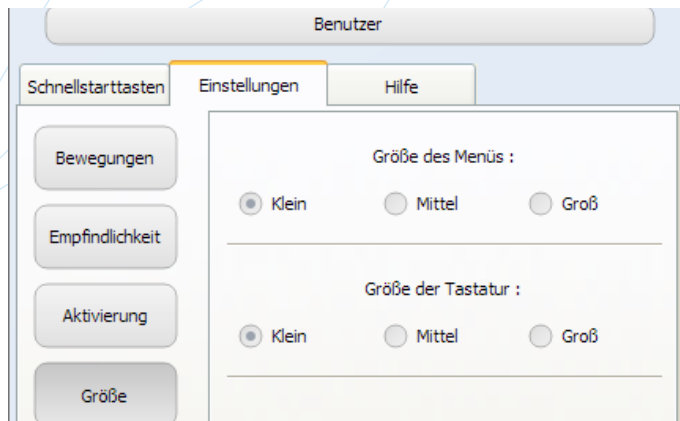 Benutzer
Schnellstarttasten Einstellungen Hilfe
Bewegungen
Empfindlichkeit
Aktivierung
Größe
Größe des Menüs :
Klein Mittel Groß
Größe der Tastatur :
Klein Mittel Groß